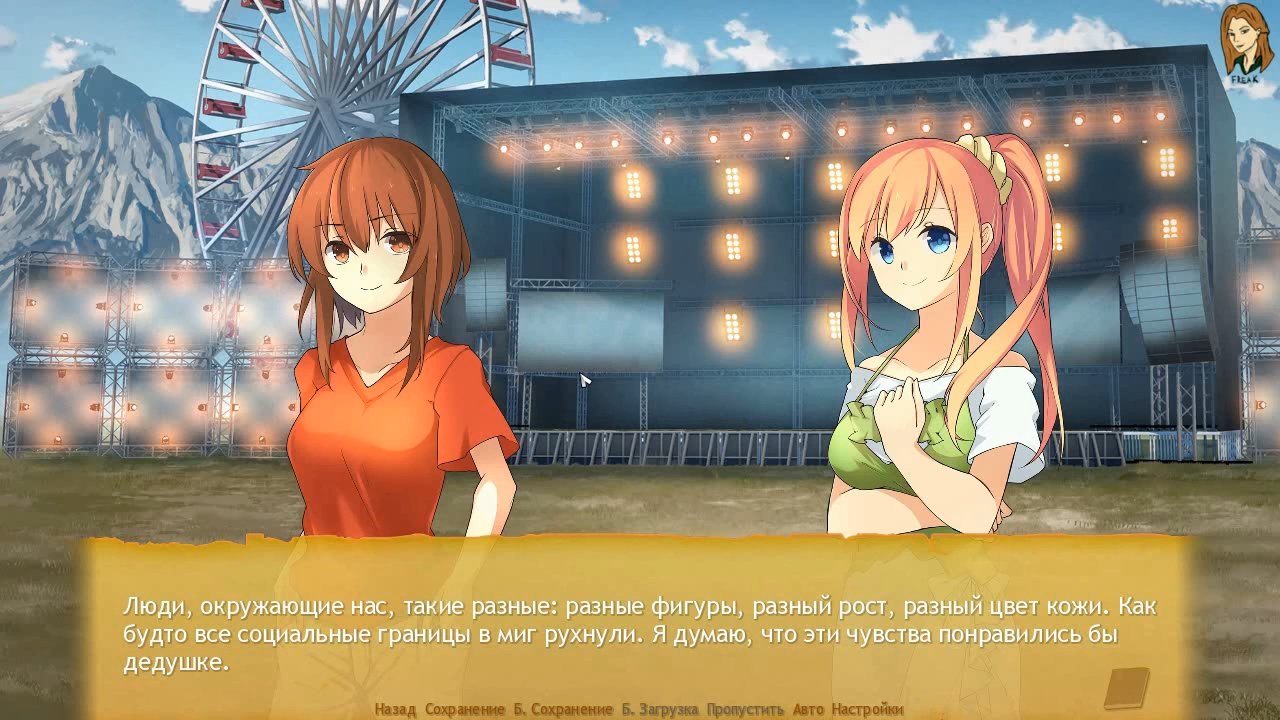 FREAK
Люди, окружающие нас, такие разные: разные фигуры, разный рост, разный цвет кожи. Как
будто все социальные границы в миг рухнули. Я думаю, что эти чувства понравились бы
дедушке.
Назад Сохранение Б. Сохранение Б. Загрузка Пропустить Авто Настройки